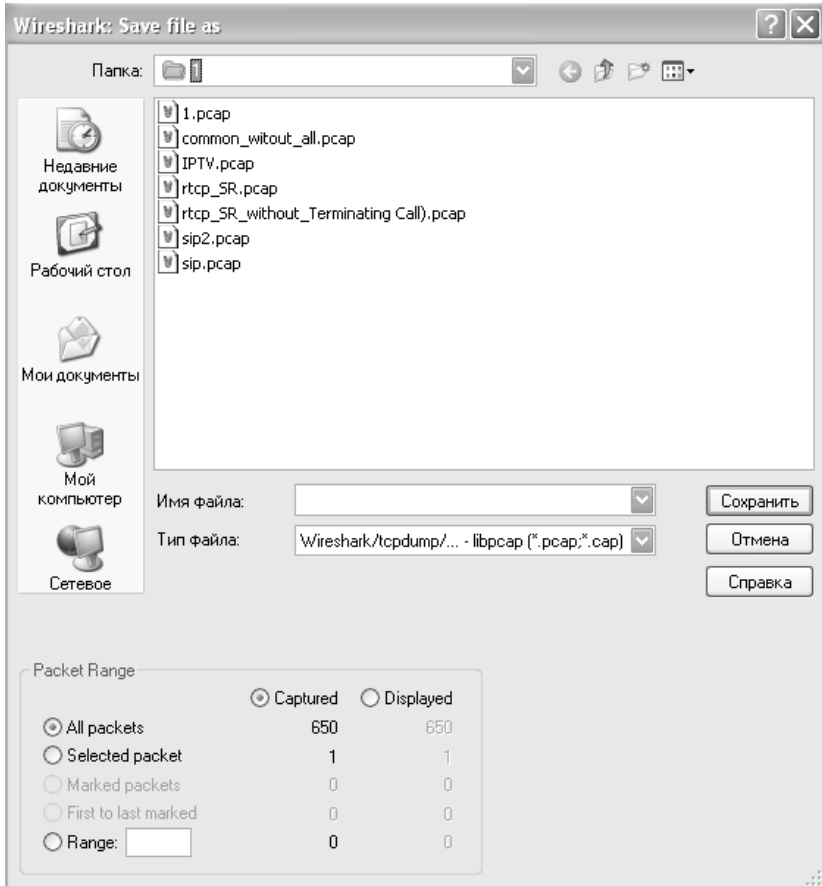 Wireshark: Save file as
Папка: 1
1.pcap
common_witout_all.pcap
IPTV.pcap
rtcp_SR.pcap
rtcp_SR_without_Terminating Call).pcap
sip2.pcap
sip.pcap
Недавние
документы
Рабочий стол
Мои документы
Мой
компьютер
Сетевое
Имя файла:
Сохранить
Тип файла: Wireshark/tcpdump/... - libpcap (*.pcap;*.cap)
Отмена
Справка
Packet Range
Captured Displayed
All packets 650 650
Selected packet 1 1
Marked packets 0 0
First to last marked 0 0
Range: 0 0